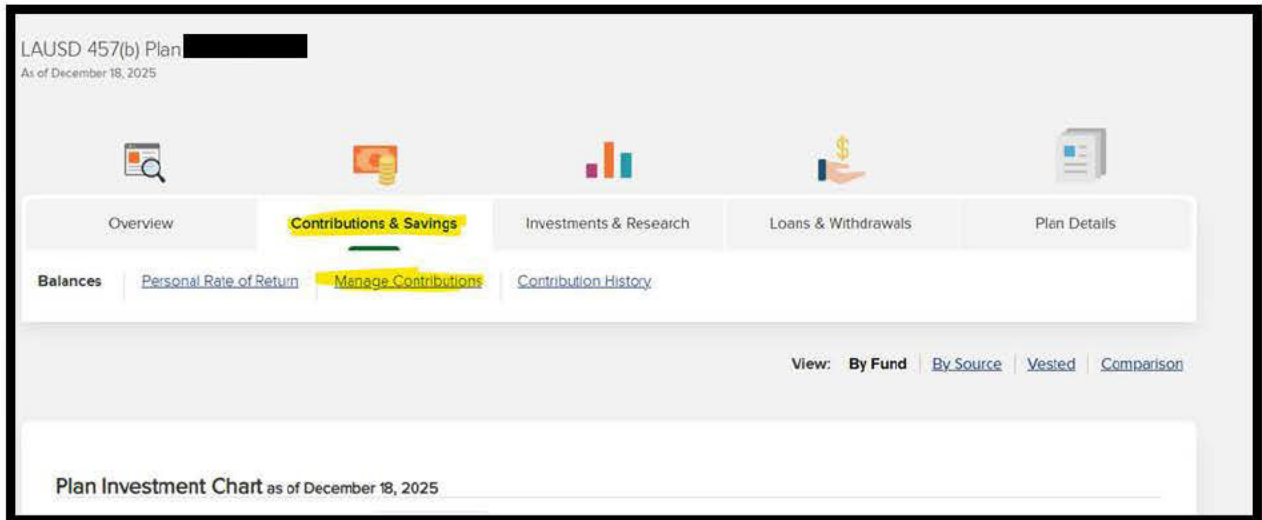 LAUSD 457(b) Plan
As of December 18, 2025
Overview
Contributions & Savings
Investments & Research
Loans & Withdrawals
Plan Details
Balances
Personal Rate of Return
Manage Contributions
Contribution History
View: By Fund By Source Vested Comparison
Plan Investment Chart as of December 18, 2025